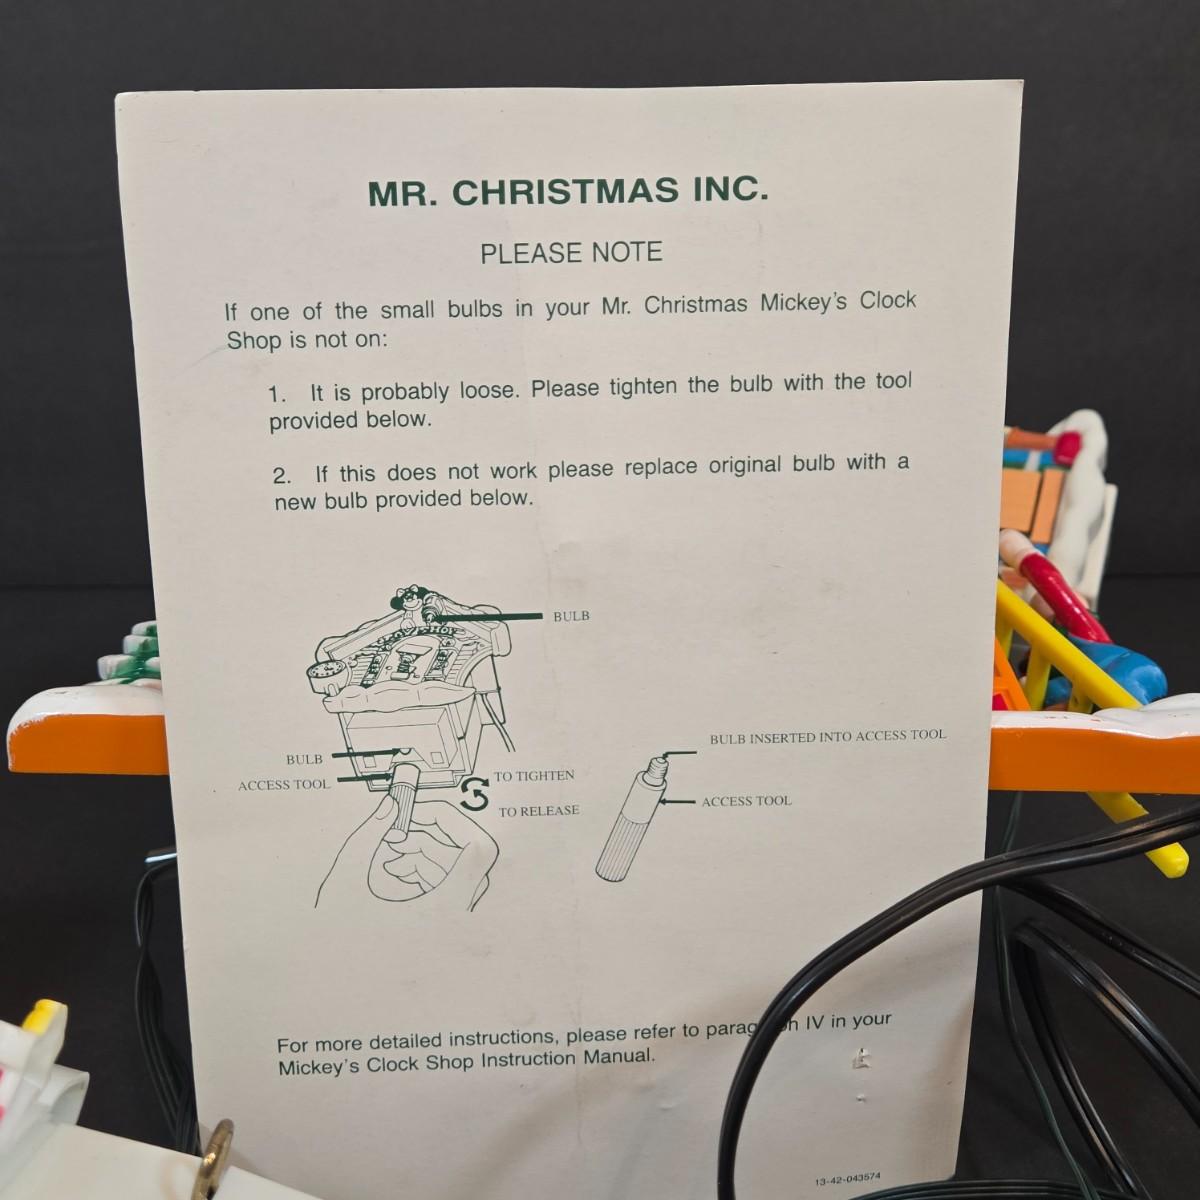 MR. CHRISTMAS INC.
PLEASE NOTE
If one of the small bulbs in your Mr. Christmas Mickey's Clock
Shop is not on:
1. It is probably loose. Please tighten the bulb with the tool
provided below.
2. If this does not work please replace original bulb with a
new bulb provided below.
BULB
BULB
ACCESS TOOL
TO TIGHTEN
TO RELEASE
BULB INSERTED INTO ACCESS TOOL
ACCESS TOOL
For more detailed instructions, please refer to IV in your
Mickey's Clock Shop Instruction Manual.
13-42-043574